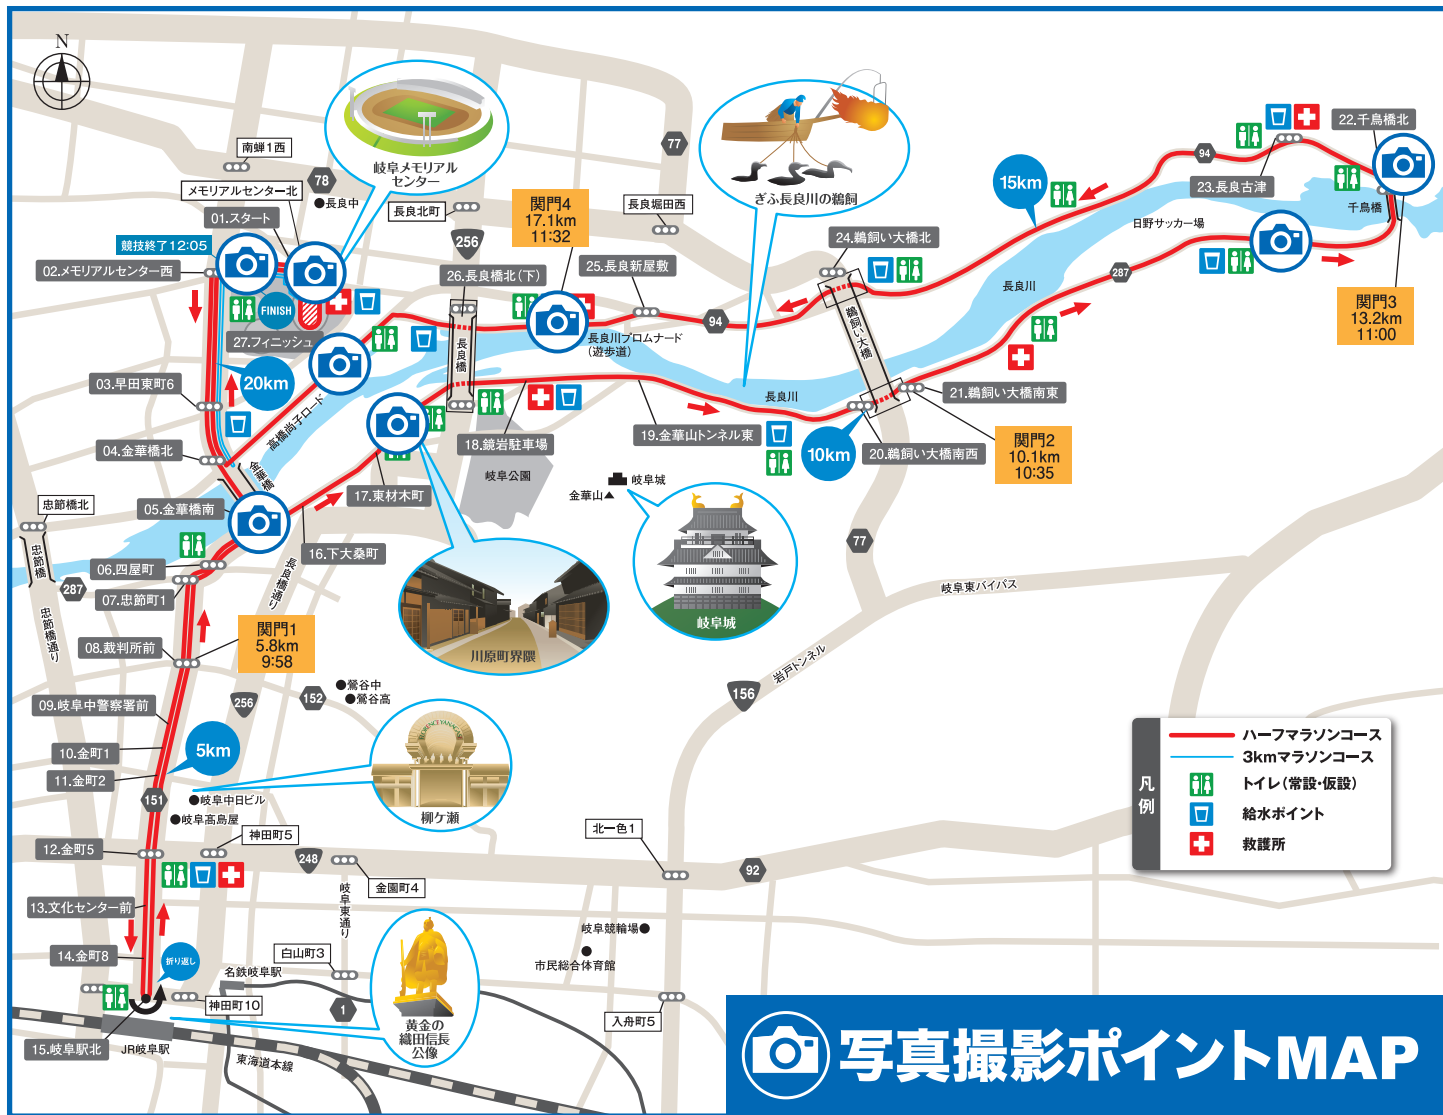 N
南蝉1西
メモリアルセンター北
01.スタート
競技終了12:05
02.メモリアルセンター西
78
長良中
岐阜メモリアル
センター
FINISH
27.フィニッシュ
03.早田東町6
20km
04.金華橋北
高橋尚子ロード
金華橋
05.金華橋南
忠節橋北
忠節橋
287
忠節橋通り
06.四屋町
07.忠節町1
08.裁判所前
関門1
5.8km
9:58
09.岐阜中警察署前
10.金町1
11.金町2
5km
151
岐阜中日ビル
岐阜高島屋
12.金町5
神田町5
13.文化センター前
14.金町8
折り返し
神田町10
15.岐阜駅北
JR岐阜駅
名鉄岐阜駅
東海道本線
16.下大桑町
長良橋通り
17.東材木町
256
152
鶯谷中
鶯谷高
248
金園町4
岐阜東通り
白山町3
1
黄金の
織田信長
公像
FLORENCE YANAGASE
柳ケ瀬
川原町界隈
長良北町
256
26.長良橋北(下)
長良橋
関門4
17.1km
11:32
25.長良新屋敷
長良堀田西
77
94
長良川プロムナード
(遊歩道)
ぎふ長良川の鵜飼
18.鏡岩駐車場
岐阜公園
19.金華山トンネル東
金華山
岐阜城
岐阜城
長良川
10km
20.鵜飼い大橋南西
21.鵜飼い大橋南東
関門2
10.1km
10:35
24.鵜飼い大橋北
鵜飼い大橋
77
長良川
15km
94
23.長良古津
22.千鳥橋北
千鳥橋
日野サッカー場
287
関門3
13.2km
11:00
岐阜東バイパス
岩戸トンネル
156
北一色1
92
岐阜競輪場
市民総合体育館
入舟町5
凡例
ハーフマラソンコース
3kmマラソンコース
トイレ(常設・仮設)
給水ポイント
救護所
写真撮影ポイントMAP